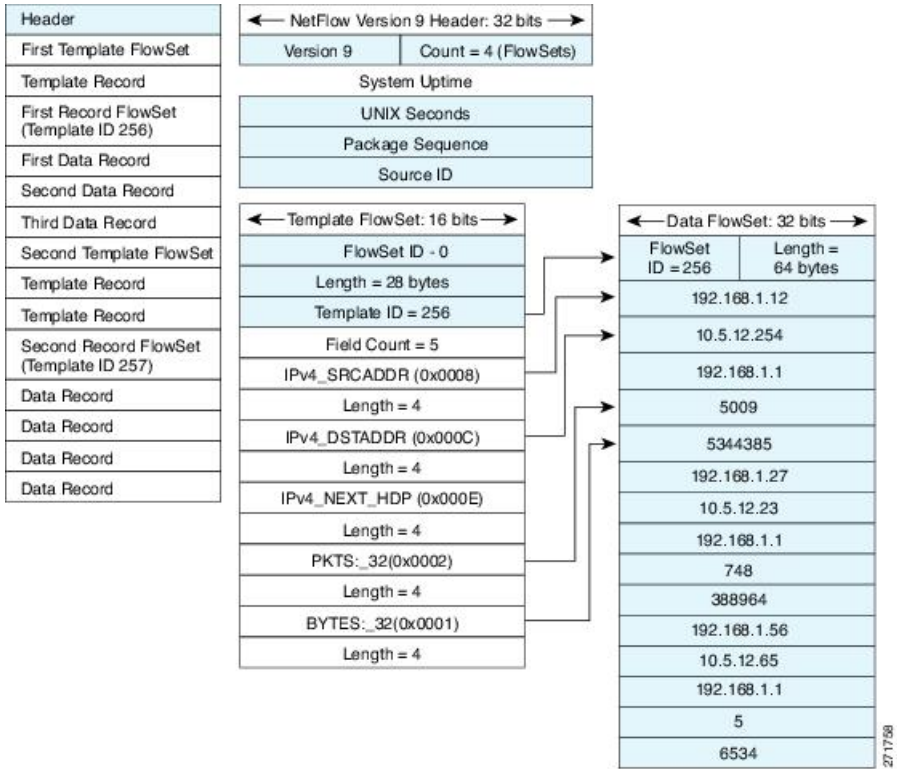 Header
First Template FlowSet
Template Record
First Record FlowSet
(Template ID 256)
First Data Record
Second Data Record
Third Data Record
Second Template FlowSet
Template Record
Template Record
Second Record FlowSet
(Template ID 257)
Data Record
Data Record
Data Record
Data Record
NetFlow Version 9 Header: 32 bits
Version 9
Count = 4 (FlowSets)
System Uptime
UNIX Seconds
Package Sequence
Source ID
Template FlowSet: 16 bits
FlowSet ID - 0
Length = 28 bytes
Template ID = 256
Field Count = 5
IPv4_SRCADDR (0x0008)
Length = 4
IPv4_DSTADDR (0x000C)
Length = 4
IPv4_NEXT_HDP (0x000E)
Length = 4
PKTS:_32(0x0002)
Length = 4
BYTES:_32(0x0001)
Length = 4
Data FlowSet: 32 bits
FlowSet
ID = 256
Length =
64 bytes
192.168.1.12
10.5.12.254
192.168.1.1
5009
5344385
192.168.1.27
10.5.12.23
192.168.1.1
748
388964
192.168.1.56
10.5.12.65
192.168.1.1
5
6534
271758